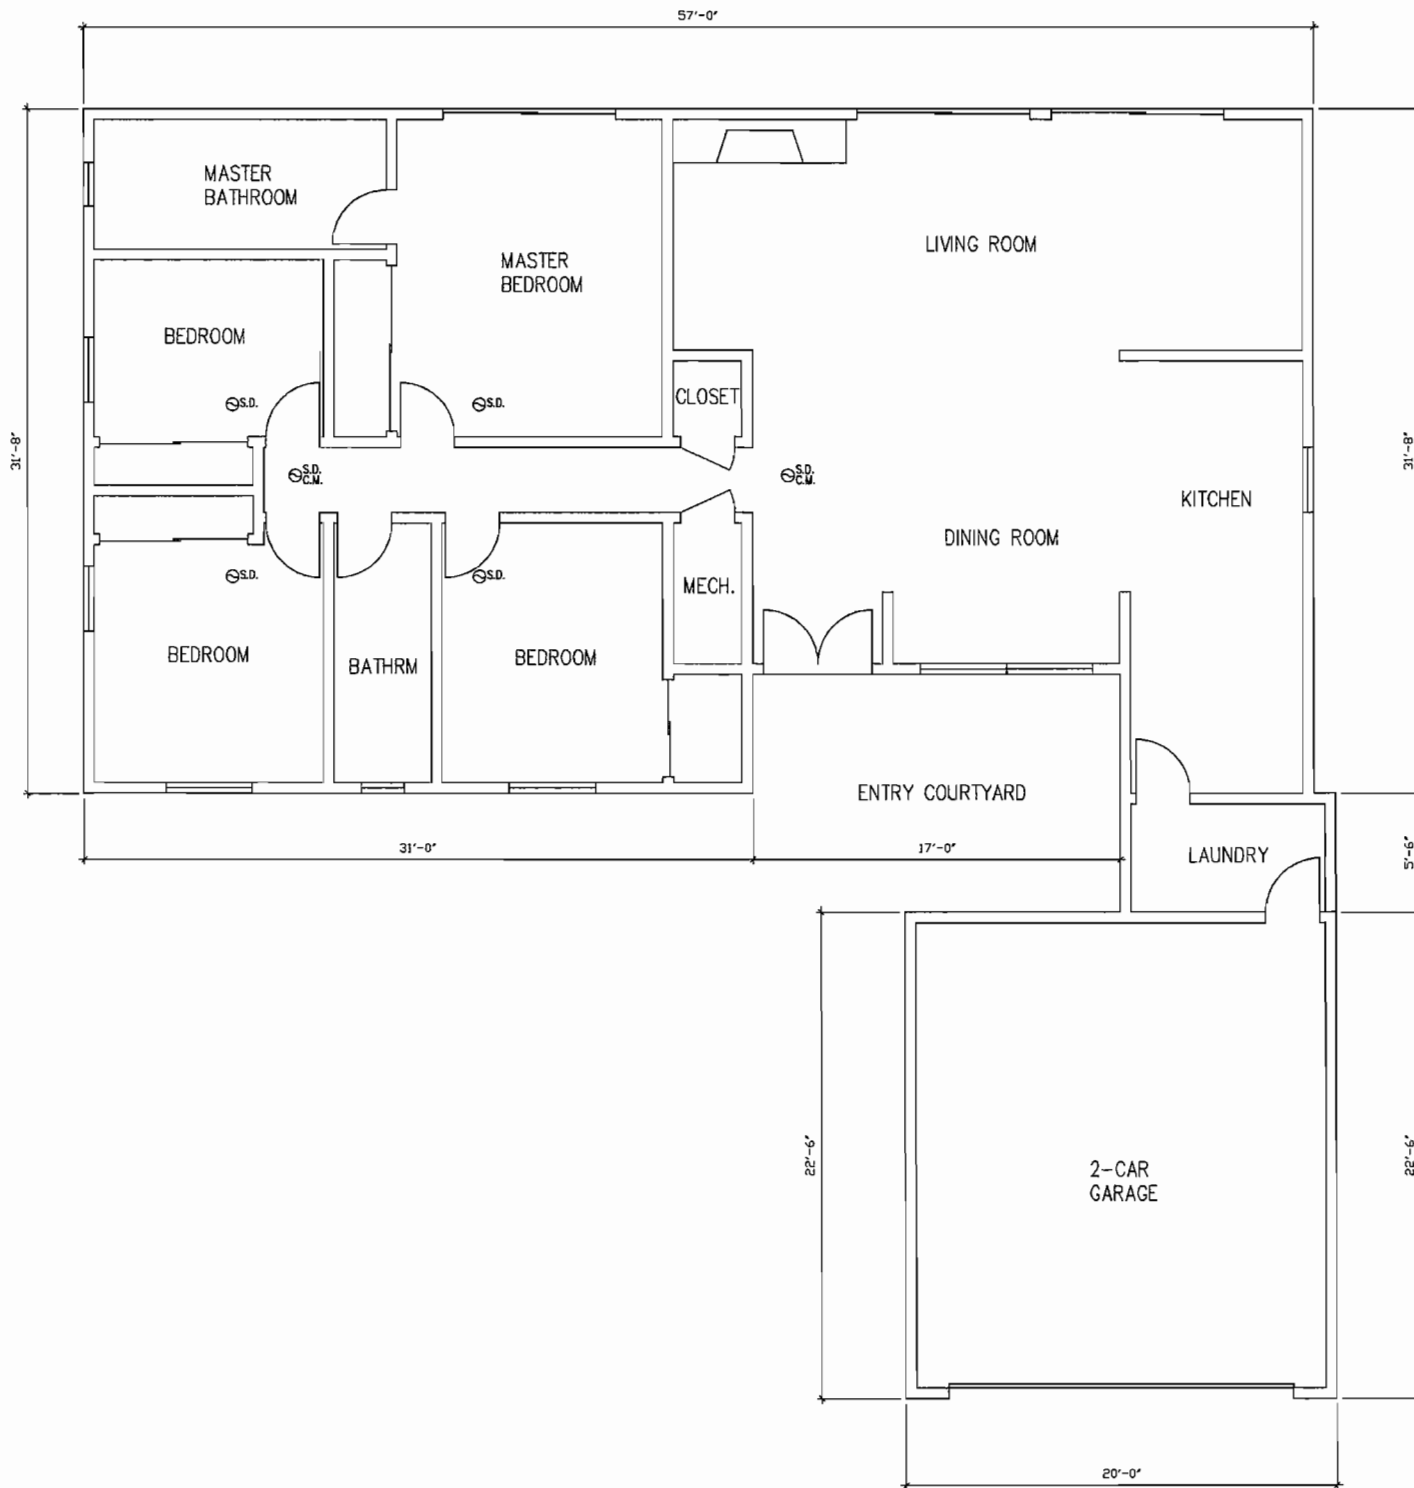 57'-0"
MASTER
BATHROOM
LIVING ROOM
MASTER
BEDROOM
BEDROOM
CLOSET
S.D.
S.D.
31'-8"
31'-8"
S.D.
C.M.
S.D.
C.M.
KITCHEN
DINING ROOM
S.D.
S.D.
MECH.
BEDROOM
BATHRM
BEDROOM
ENTRY COURTYARD
31'-0"
17'-0"
LAUNDRY
5'-6"
22'-6"
2-CAR
GARAGE
22'-6"
20'-0"